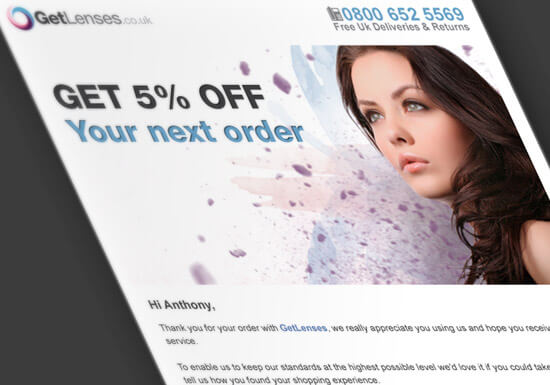 GetLenses.co.uk
0800 652 5569
Free Uk Deliveries & Returns
GET 5% OFF
Your next order
Hi Anthony,
Thank you for your order with GetLenses, we really appreciate you using us and hope you
service.
To enable us to keep our standards at the highest possible level we'd love it if you could take
tell us how you found your shopping experience.